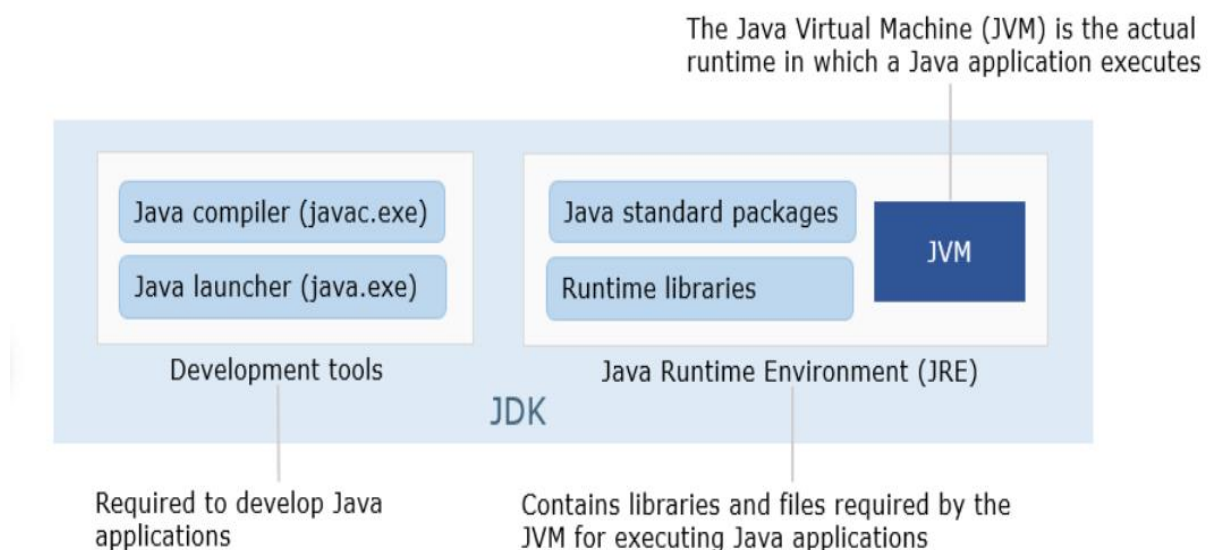 The Java Virtual Machine (JVM) is the actual
runtime in which a Java application executes
Java compiler (javac.exe)
Java launcher (java.exe)
Development tools
Java standard packages
Runtime libraries
JVM
Java Runtime Environment (JRE)
JDK
Required to develop Java
applications
Contains libraries and files required by the
JVM for executing Java applications